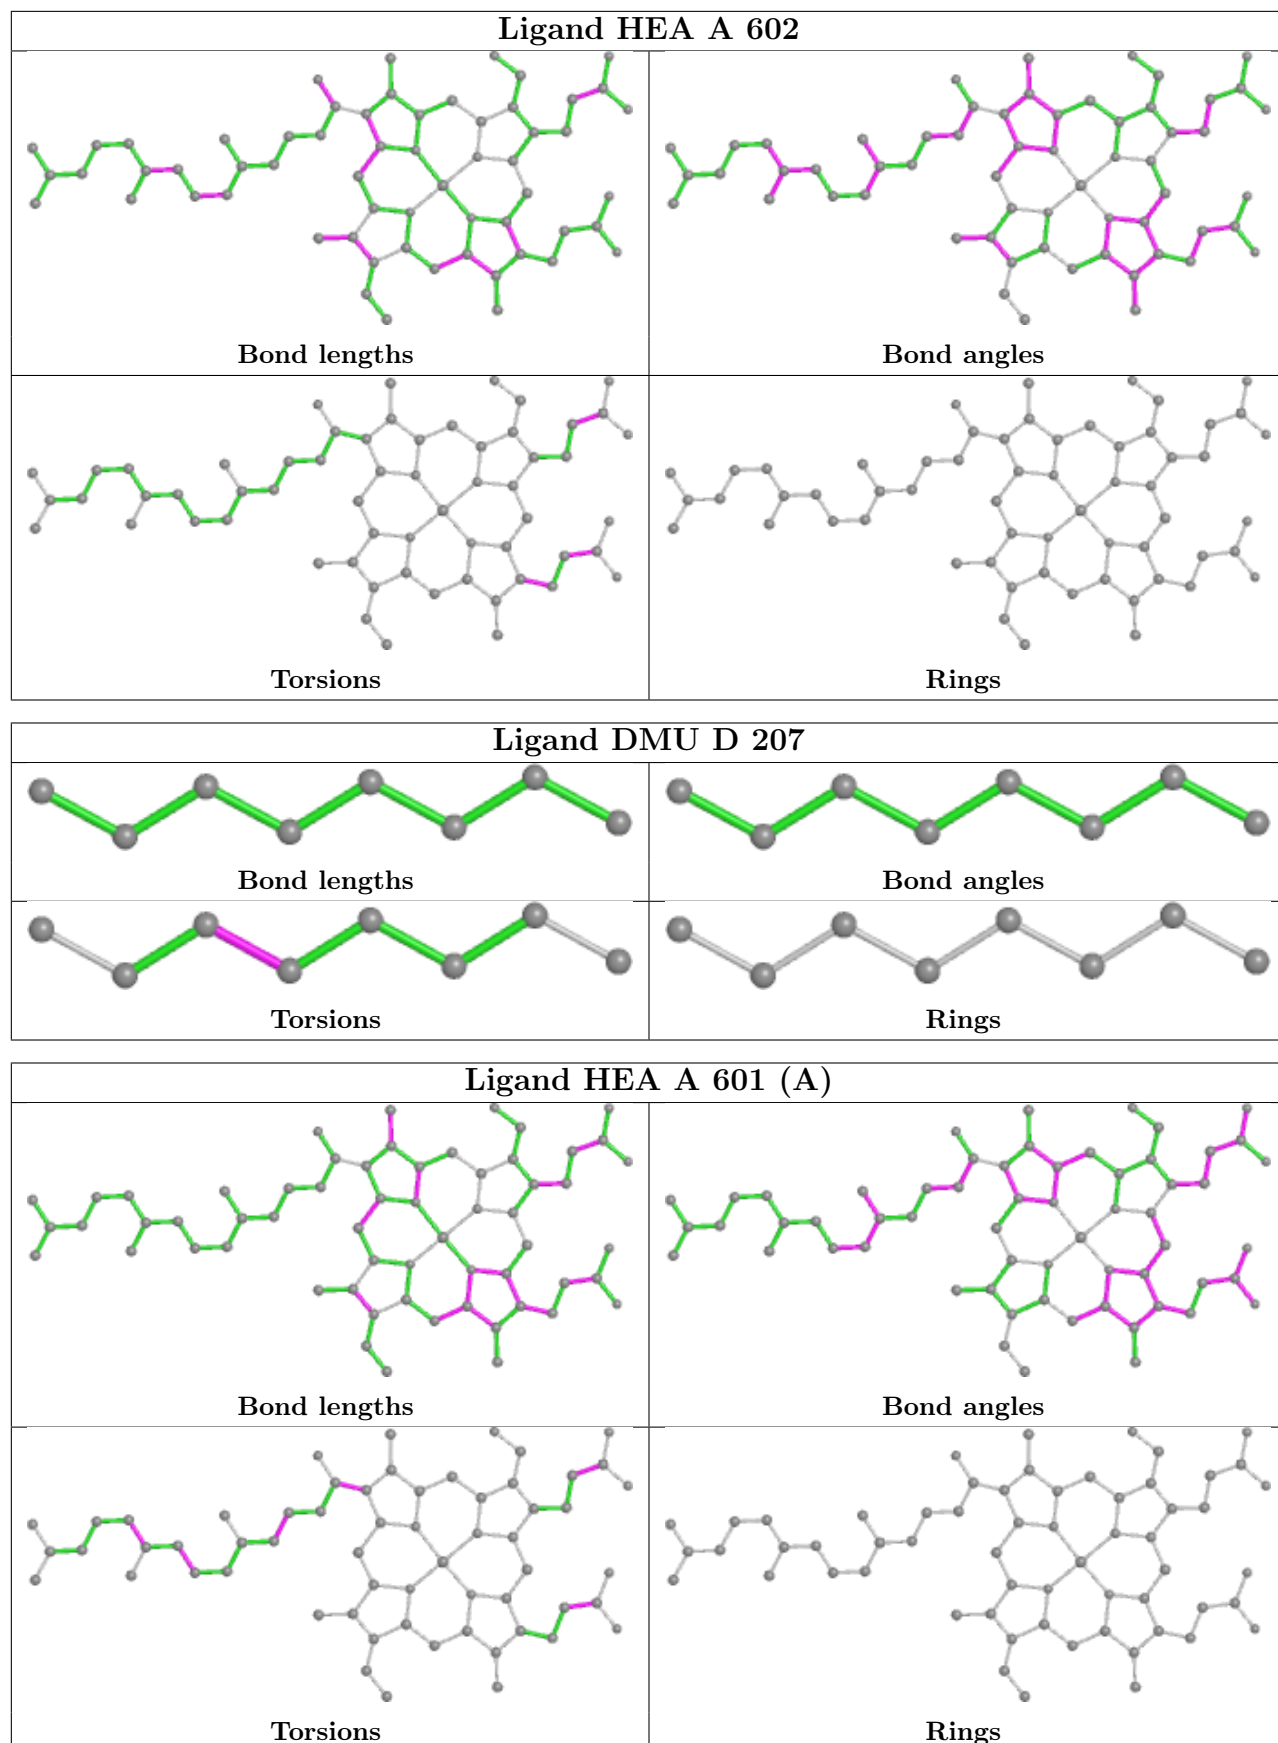 Ligand HEA A 602
Bond lengths
Bond angles
Torsions
Rings
Ligand DMU D 207
Bond lengths
Bond angles
Torsions
Rings
Ligand HEA A 601 (A)
Bond lengths
Bond angles
Torsions
Rings